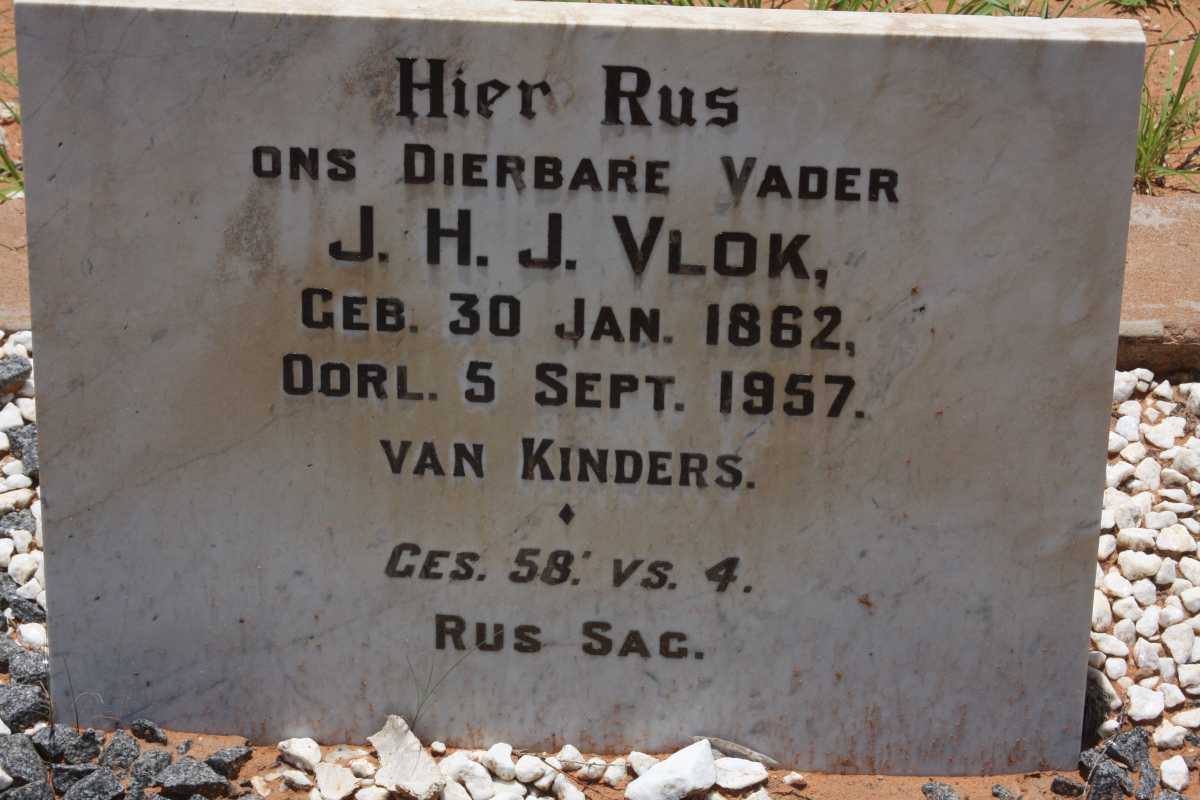 Hier Rus
ONS DIERBARE VADER
J. H. J. VLOK,
GEB. 30 JAN. 1862,
OORL. 5 SEPT. 1957.
VAN KINDERS.
♦
GES. 58: VS. 4.
RUS SAG.